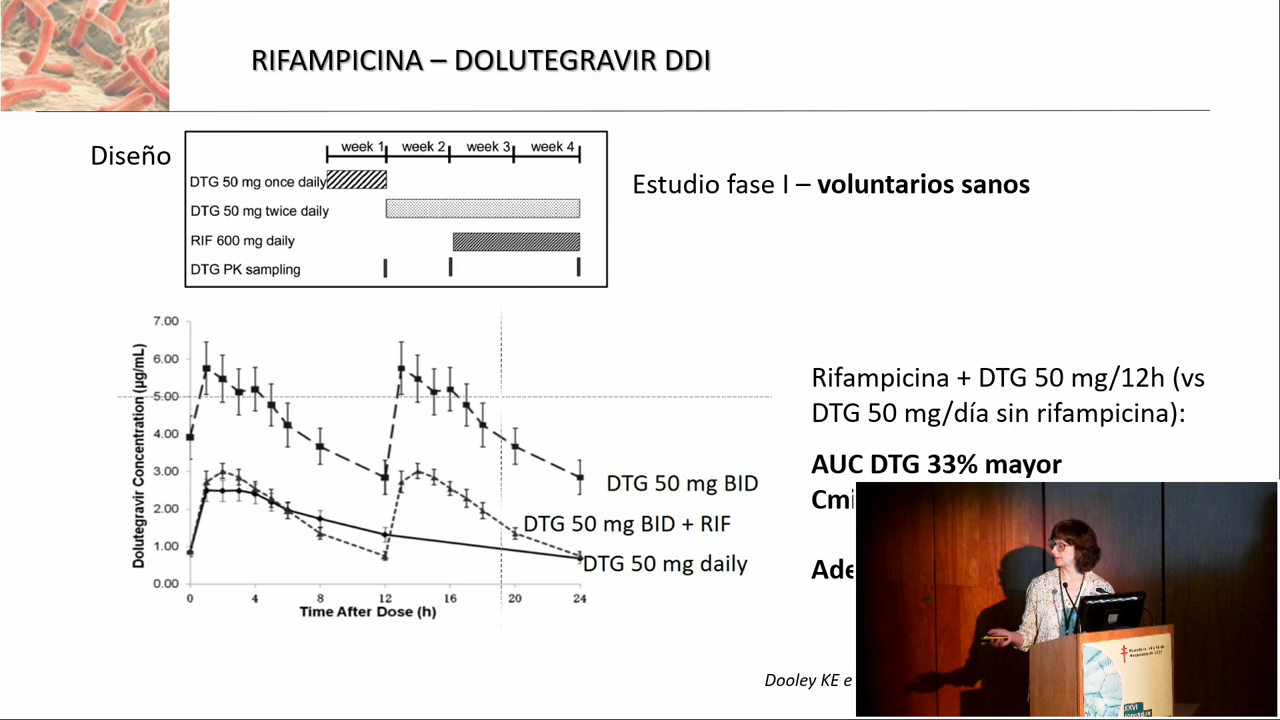 RIFAMPICINA – DOLUTEGRAVIR DDI
Diseño
week 1 week 2 week 3 week 4
DTG 50 mg once daily
DTG 50 mg twice daily
RIF 600 mg daily
DTG PK sampling
Estudio fase I – voluntarios sanos
Dolutegravir Concentration (µg/mL)
7.00
6.00
5.00
4.00
3.00
2.00
1.00
0.00
0 4 8 12 16 20 24
Time After Dose (h)
DTG 50 mg BID
DTG 50 mg BID + RIF
DTG 50 mg daily
Rifampicina + DTG 50 mg/12h (vs
DTG 50 mg/día sin rifampicina):
AUC DTG 33% mayor
Dooley KE e
XXVI